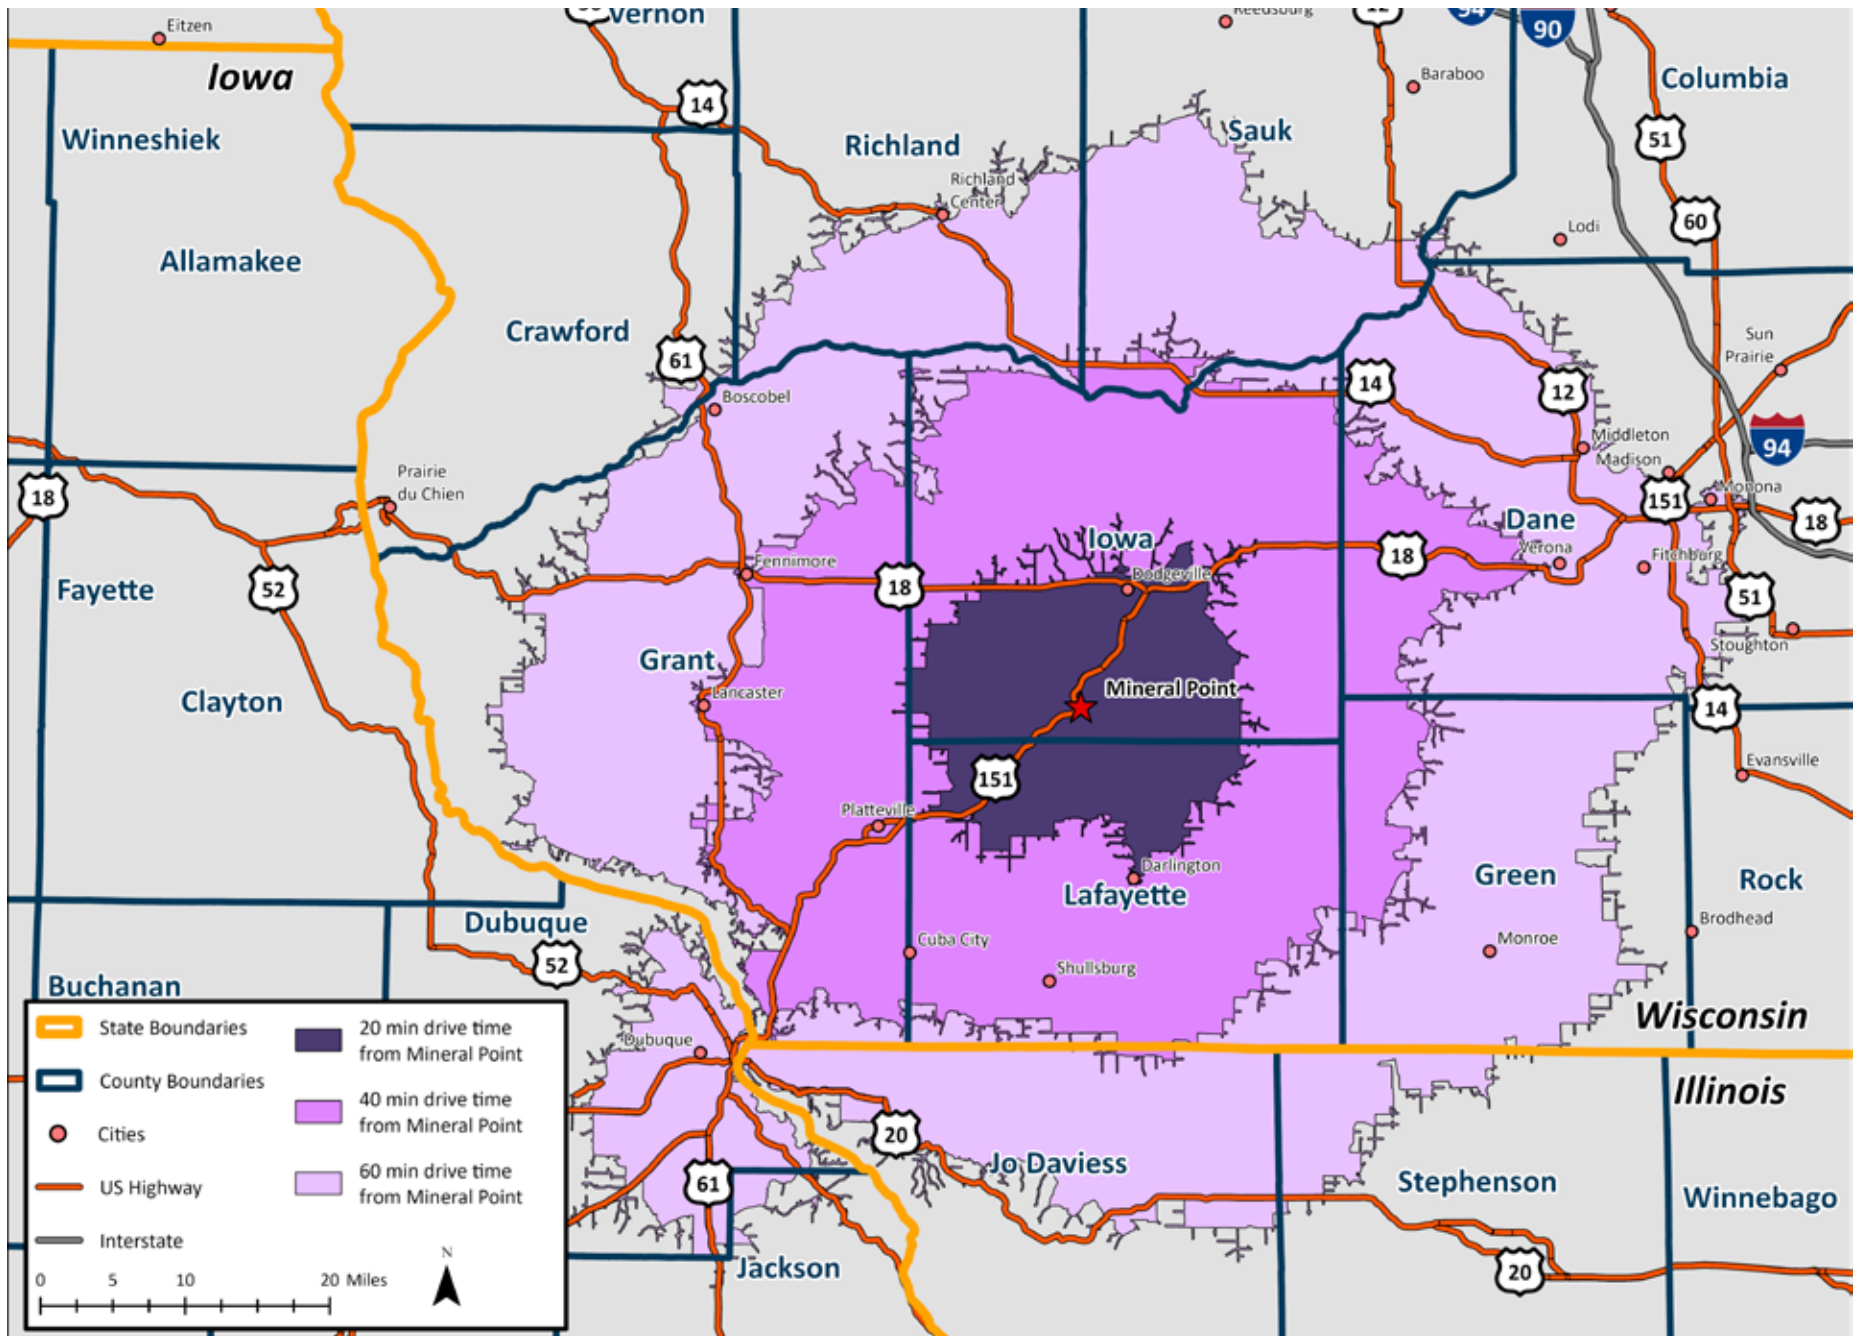 Vernon
Reedsburg
12
94
90
Eitzen
Iowa
Baraboo
Columbia
14
Winneshiek
Richland
Sauk
51
Richland
Center
Lodi
60
Allamakee
Crawford
Sun
Prairie
61
14
12
Boscobel
Middleton
Madison
94
Prairie
du Chien
18
151
Monona
Dane
18
Iowa
Verona
Fitchburg
Fennimore
18
18
Dodgeville
52
Fayette
51
Stoughton
Grant
Lancaster
Mineral Point
Clayton
14
151
Evansville
Platteville
Darlington
Green
Rock
Lafayette
Dubuque
Brodhead
Cuba City
Monroe
52
Shullsburg
Buchanan
Wisconsin
State Boundaries
20 min drive time
from Mineral Point
Dubuque
County Boundaries
Illinois
40 min drive time
from Mineral Point
Cities
20
Jo Daviess
60 min drive time
from Mineral Point
US Highway
61
Stephenson
Winnebago
Interstate
N
Jackson
20
0 5 10 20 Miles